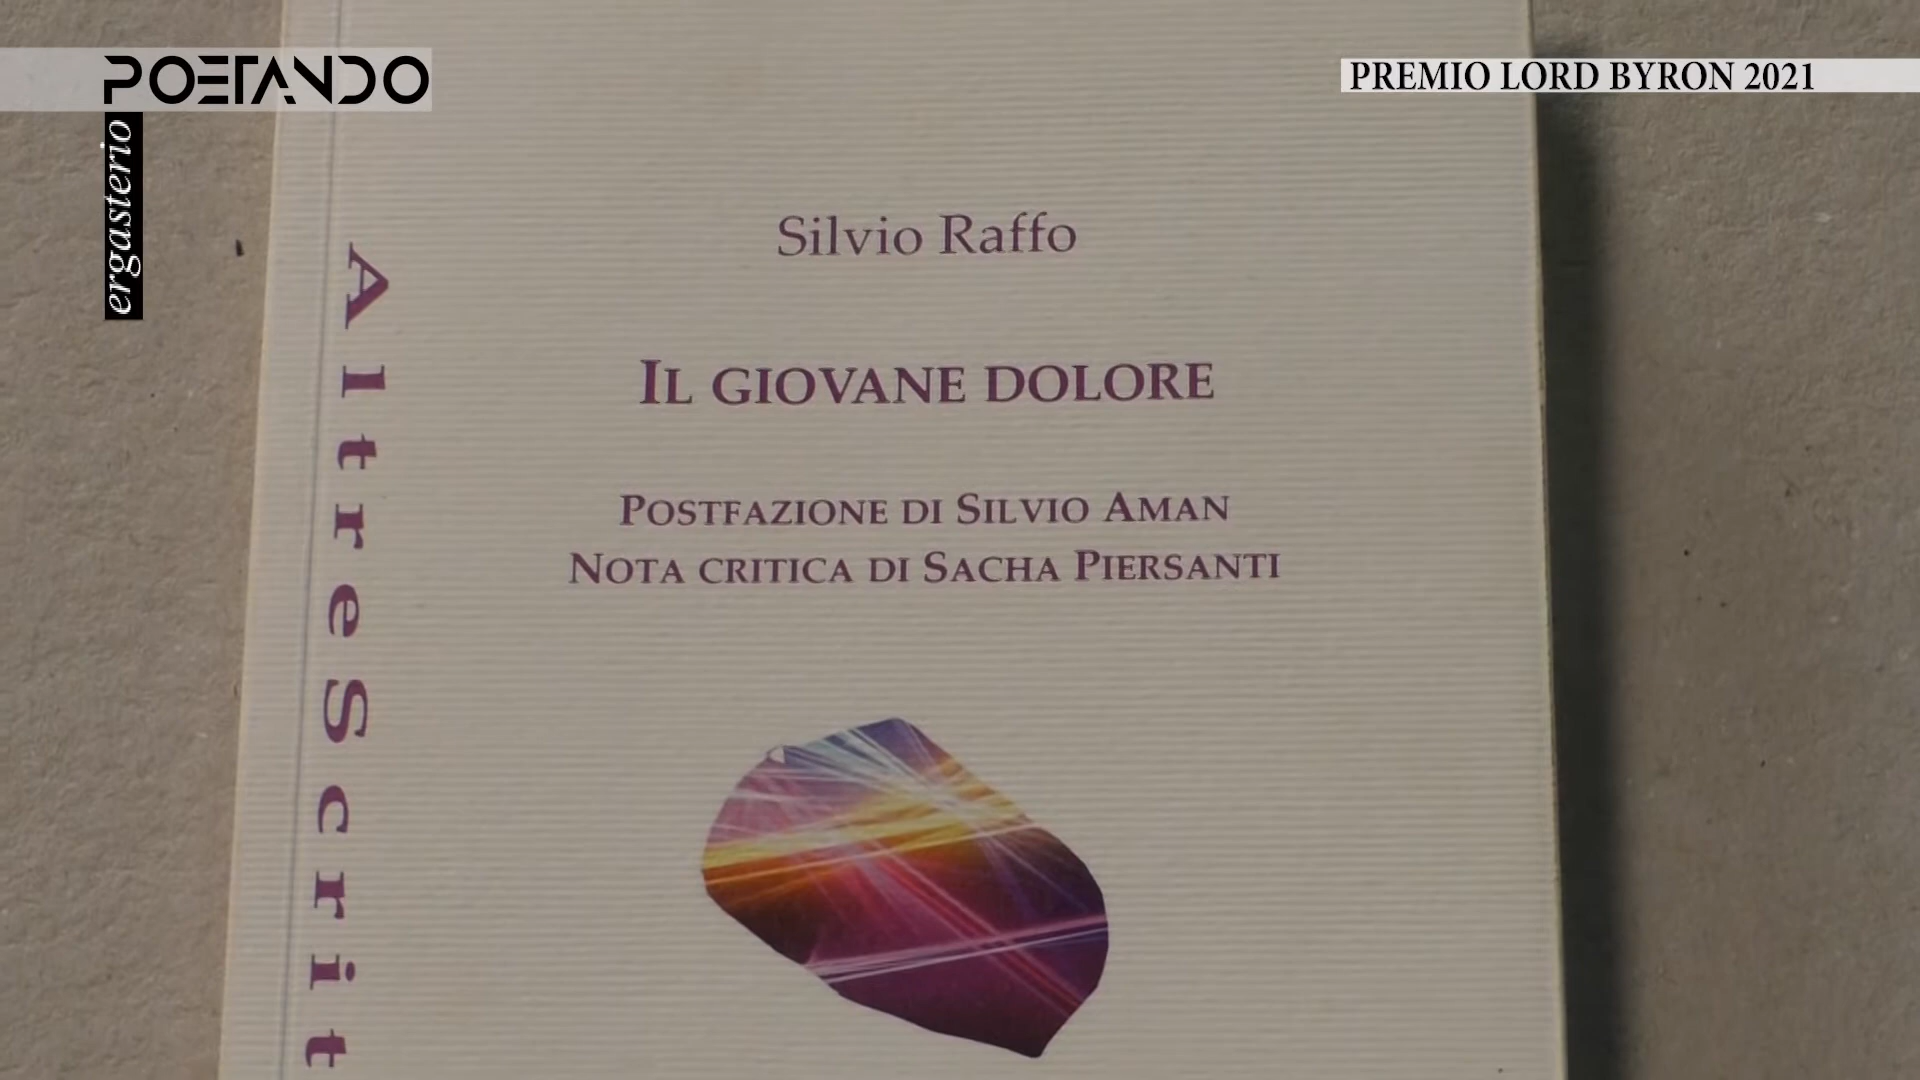 POETANDO
ergasterio
PREMIO LORD BYRON 2021
Silvio Raffo
IL GIOVANE DOLORE
POSTFAZIONE DI SILVIO AMAN
NOTA CRITICA DI SACHA PIERSANTI
AltreScrit